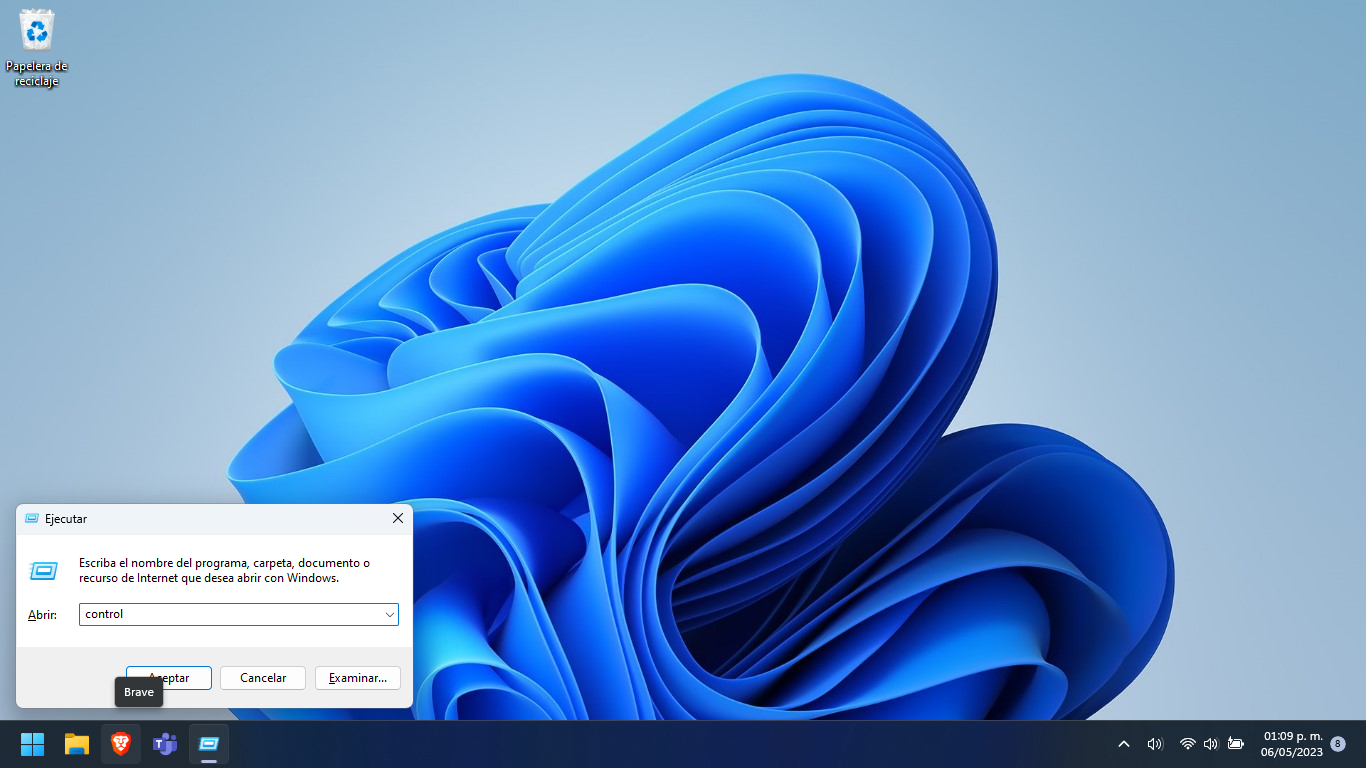 Papelera de
reciclaje
Ejecutar
Escriba el nombre del programa, carpeta, documento o
recurso de Internet que desea abrir con Windows.
Abrir:
control
Aceptar
Cancelar
Examinar...
Brave
01:09 p. m.
06/05/2023
8